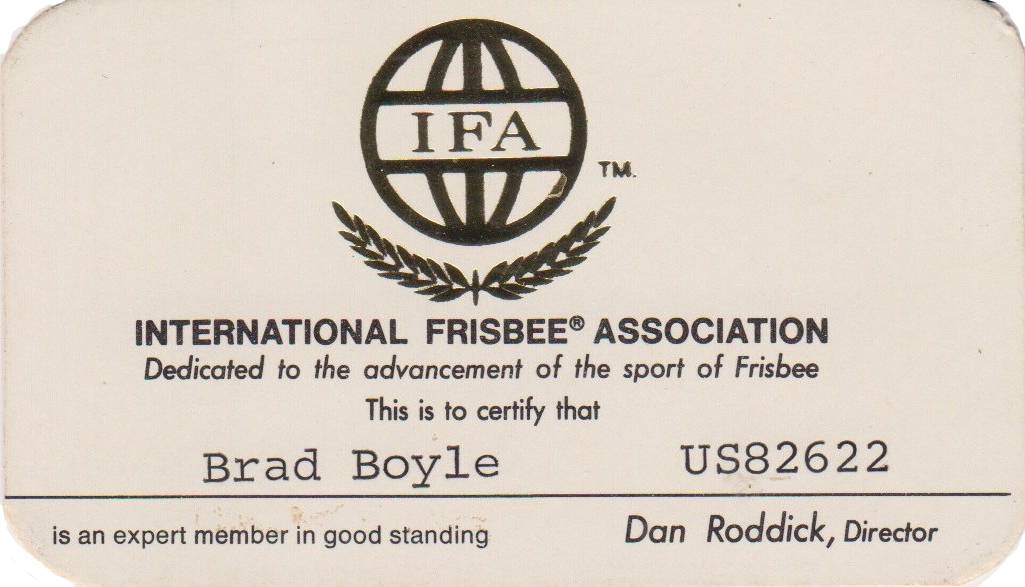 IFA
TM.
INTERNATIONAL FRISBEE® ASSOCIATION
Dedicated to the advancement of the sport of Frisbee
This is to certify that
Brad Boyle US82622
is an expert member in good standing Dan Roddick, Director